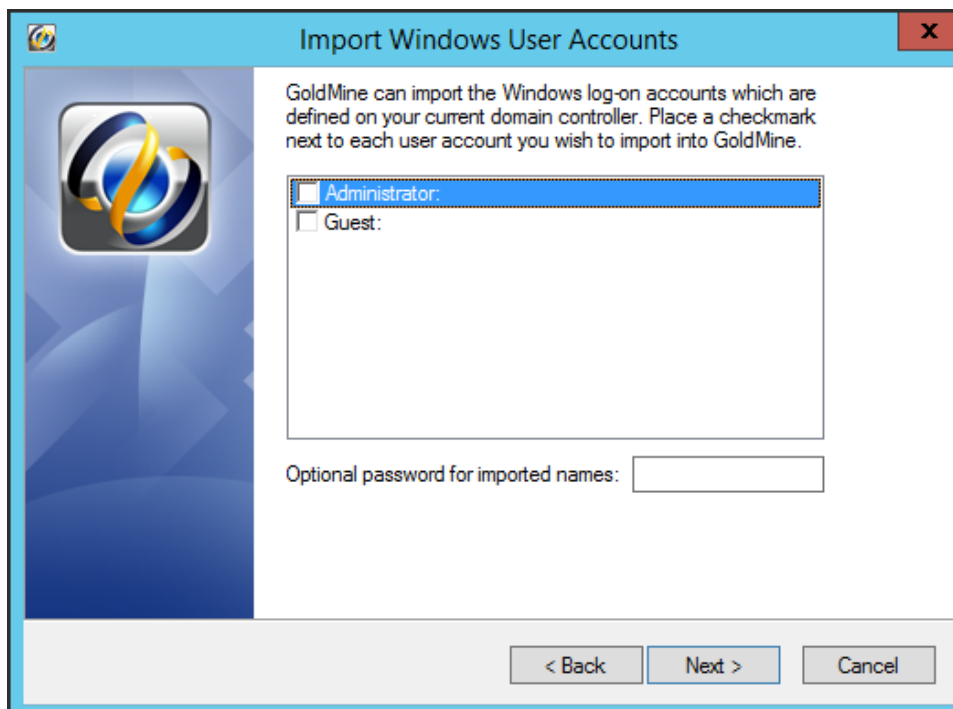 Import Windows User Accounts
x
GoldMine can import the Windows log-on accounts which are
defined on your current domain controller. Place a checkmark
next to each user account you wish to import into GoldMine.
Administrator:
Guest:
Optional password for imported names:
< Back
Next >
Cancel